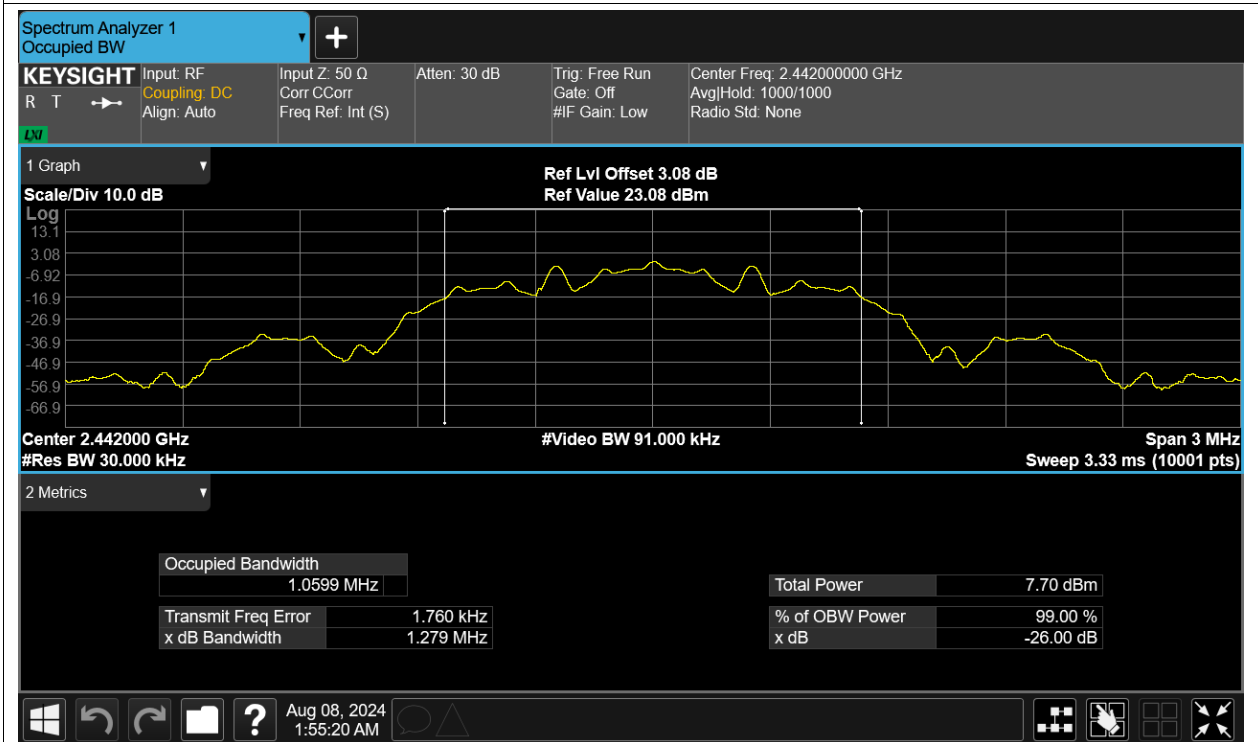 Spectrum Analyzer 1
Occupied BW
KEYSIGHT
R T
LXI
Input: RF
Coupling: DC
Align: Auto
Input Z: 50 Ω
Corr CCorr
Freq Ref: Int (S)
Atten: 30 dB
Trig: Free Run
Gate: Off
#IF Gain: Low
Center Freq: 2.442000000 GHz
Avg|Hold: 1000/1000
Radio Std: None
1 Graph
Scale/Div 10.0 dB
Ref Lvl Offset 3.08 dB
Ref Value 23.08 dBm
Log
13.1
3.08
-6.92
-16.9
-26.9
-36.9
-46.9
-56.9
-66.9
Center 2.442000 GHz
#Res BW 30.000 kHz
#Video BW 91.000 kHz
Span 3 MHz
Sweep 3.33 ms (10001 pts)
2 Metrics
Occupied Bandwidth
1.0599 MHz
Transmit Freq Error 1.760 kHz
x dB Bandwidth 1.279 MHz
Total Power 7.70 dBm
% of OBW Power 99.00 %
x dB -26.00 dB
?
Aug 08, 2024
1:55:20 AM